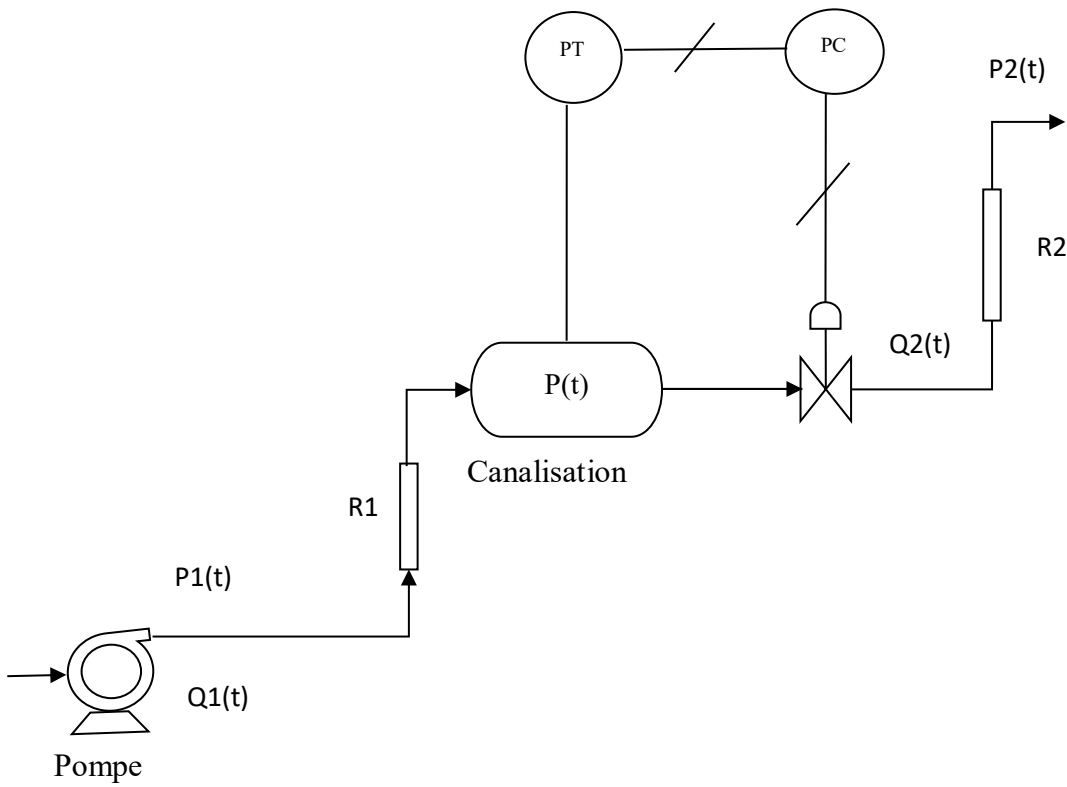 PT
PC
P2(t)
R2
Q2(t)
P(t)
Canalisation
R1
P1(t)
Q1(t)
Pompe